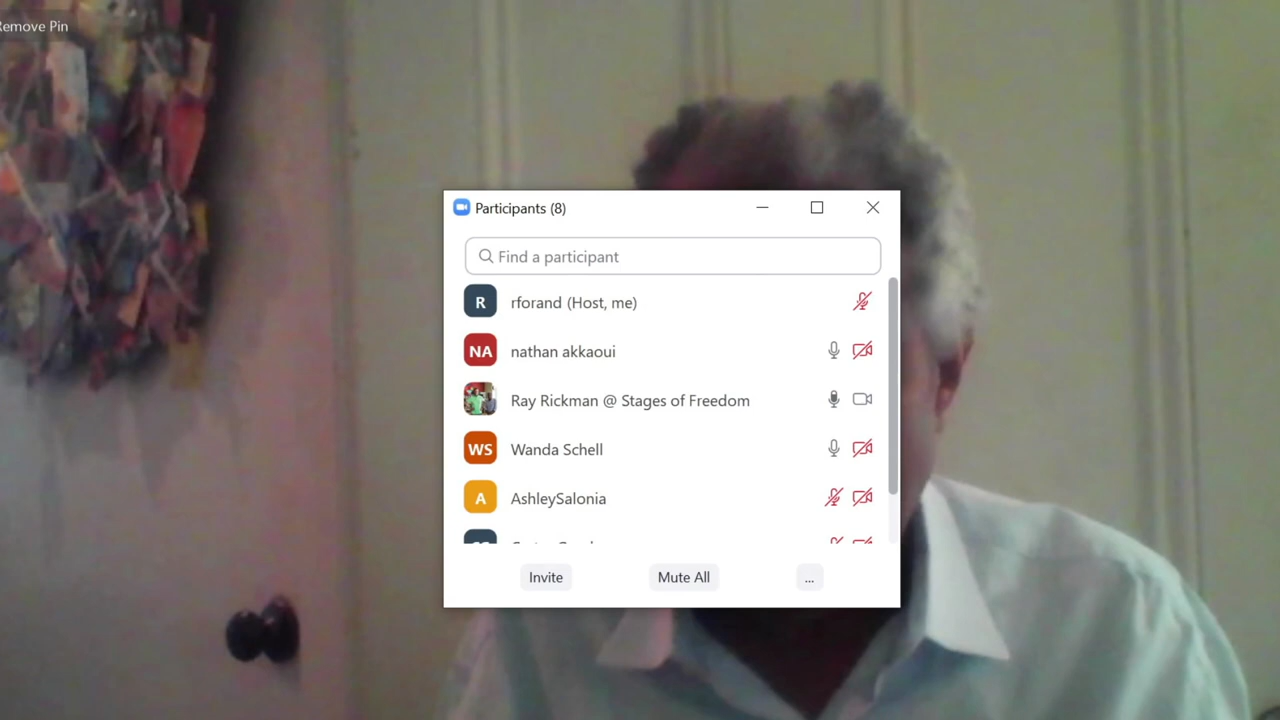 Remove Pin
Participants (8)
Find a participant
R
rforand (Host, me)
NA
nathan akkaoui
Ray Rickman @ Stages of Freedom
WS
Wanda Schell
A
AshleySalonia
Invite
Mute All
...